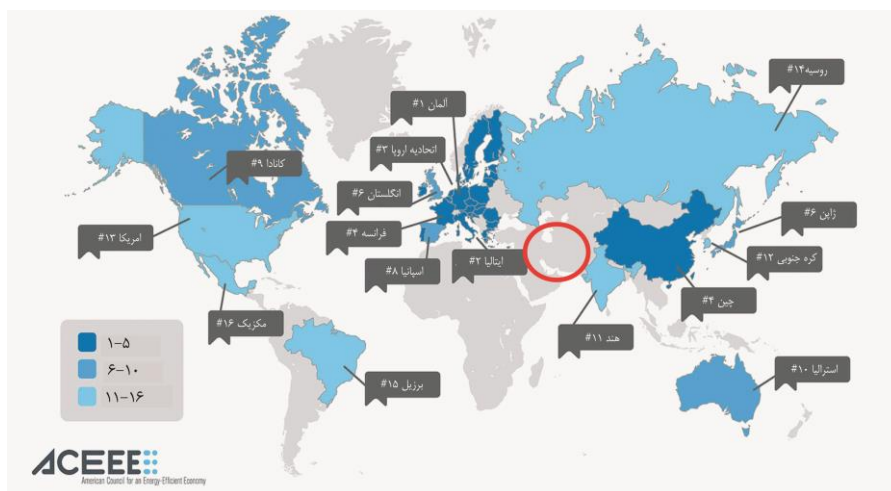 روسیه #۱۴
آلمان #۱
اتحادیه اروپا #۳
کانادا #۹
انگلستان #۶
ژاپن #۶
فرانسه #۴
امریکا #۱۳
کره جنوبی #۱۲
ایتالیا #۲
اسپانیا #۸
چین #۴
مکزیک #۱۶
هند #۱۱
۱-۵
۶-۱۰
۱۱-۱۶
برزیل #۱۵
استرالیا #۱۰
ACEEE
American Council for an Energy-Efficient Economy